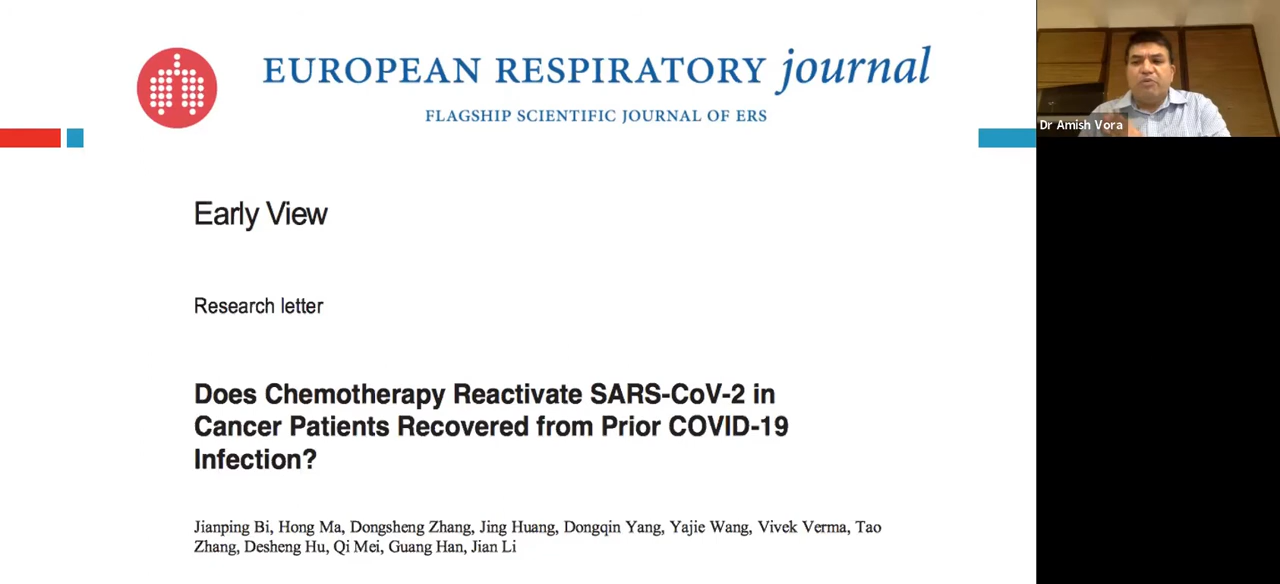 EUROPEAN RESPIRATORY journal
FLAGSHIP SCIENTIFIC JOURNAL OF ERS
Dr Amish Vora
Early View
Research letter
Does Chemotherapy Reactivate SARS-CoV-2 in
Cancer Patients Recovered from Prior COVID-19
Infection?
Jianping Bi, Hong Ma, Dongsheng Zhang, Jing Huang, Dongqin Yang, Yajie Wang, Vivek Verma, Tao
Zhang, Desheng Hu, Qi Mei, Guang Han, Jian Li